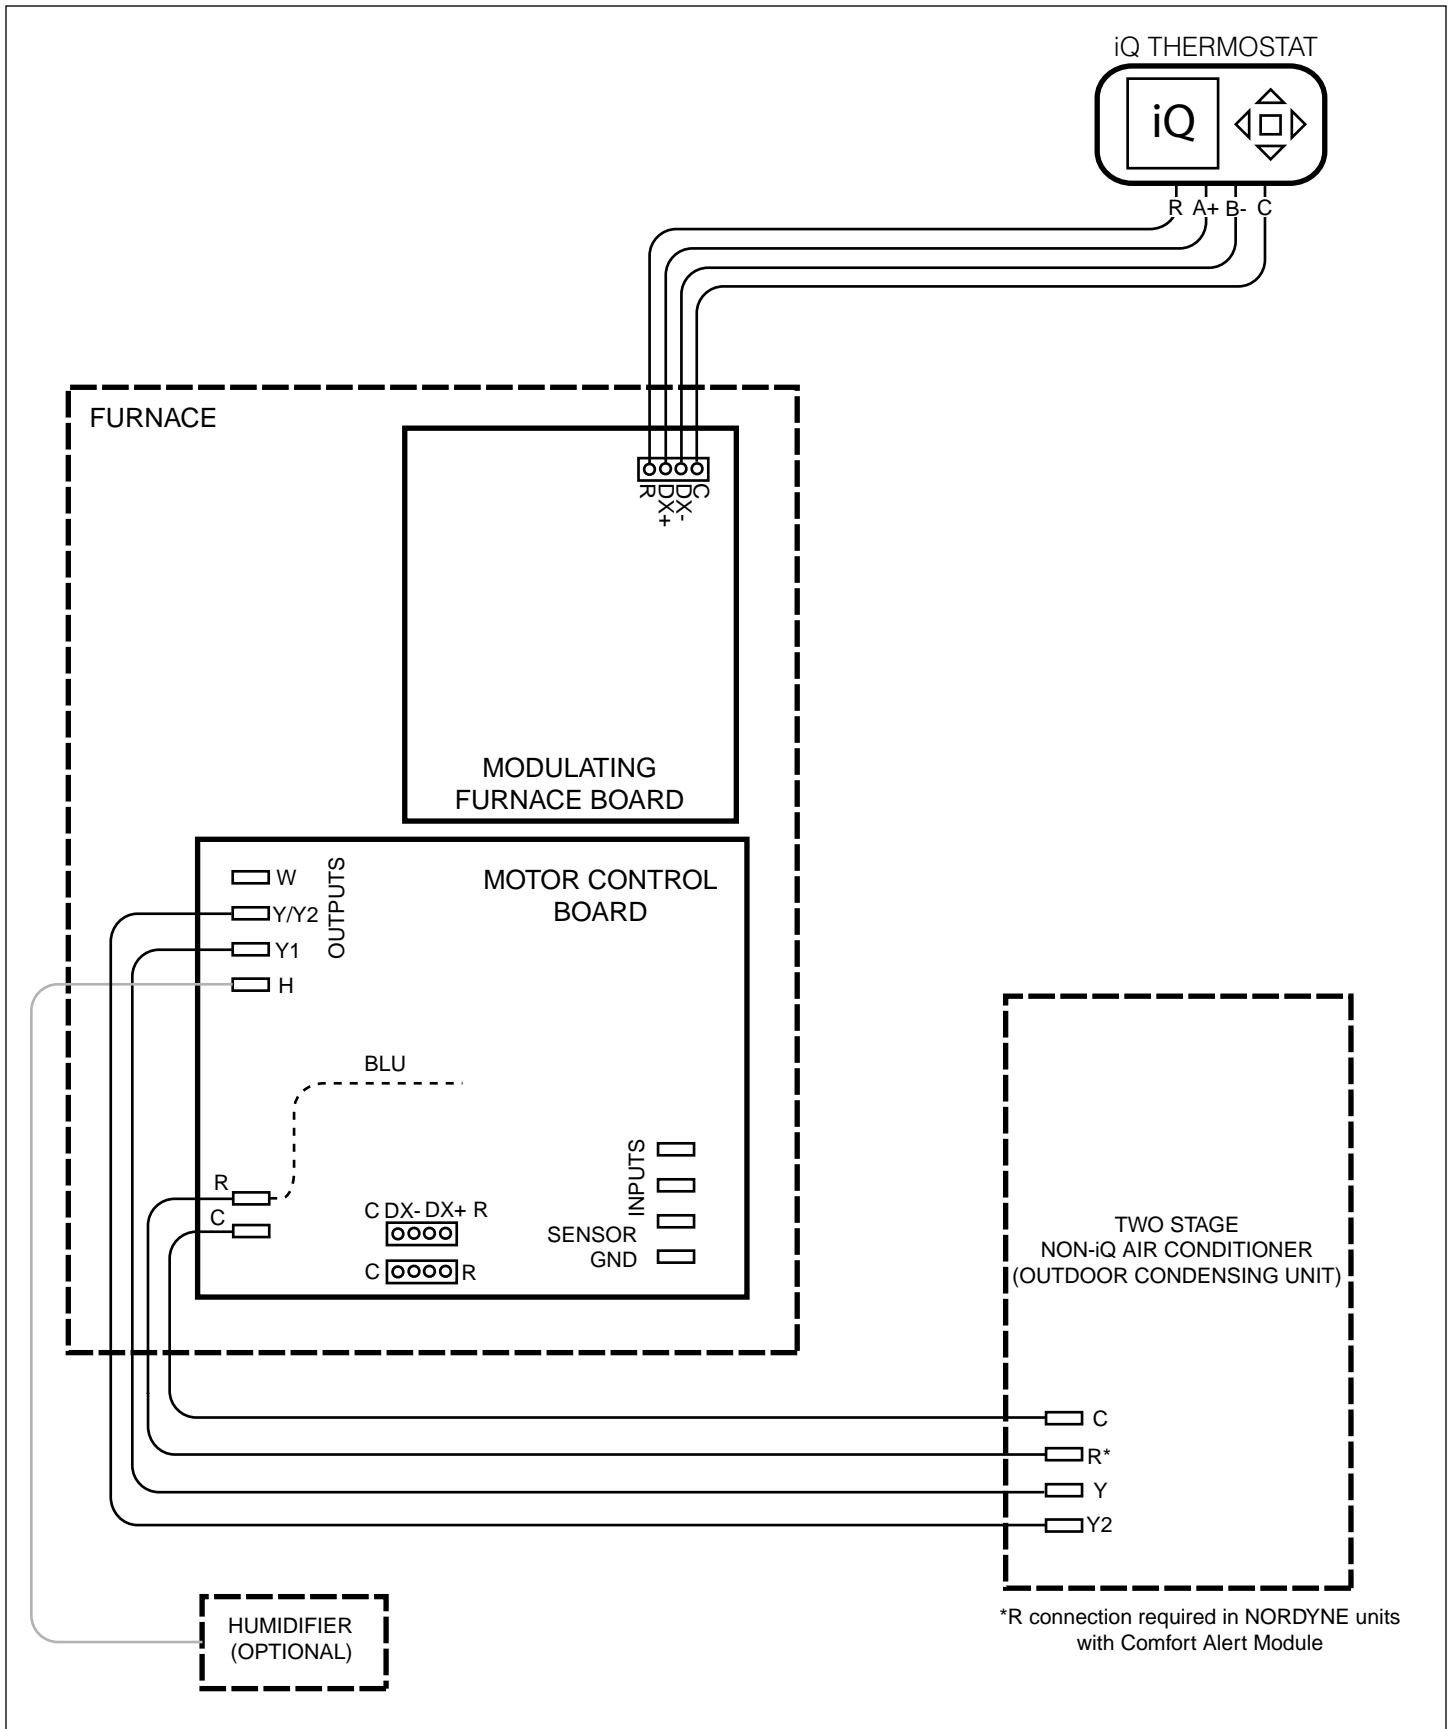 iQ THERMOSTAT
iQ
R A+ B- C
FURNACE
R DX+ DX- C
MODULATING
FURNACE BOARD
MOTOR CONTROL
BOARD
OUTPUTS
W
Y/Y2
Y1
H
BLU
R
C
C DX- DX+ R
C R
INPUTS
SENSOR
GND
TWO STAGE
NON-iQ AIR CONDITIONER
(OUTDOOR CONDENSING UNIT)
C
R*
Y
Y2
*R connection required in NORDYNE units
with Comfort Alert Module
HUMIDIFIER
(OPTIONAL)